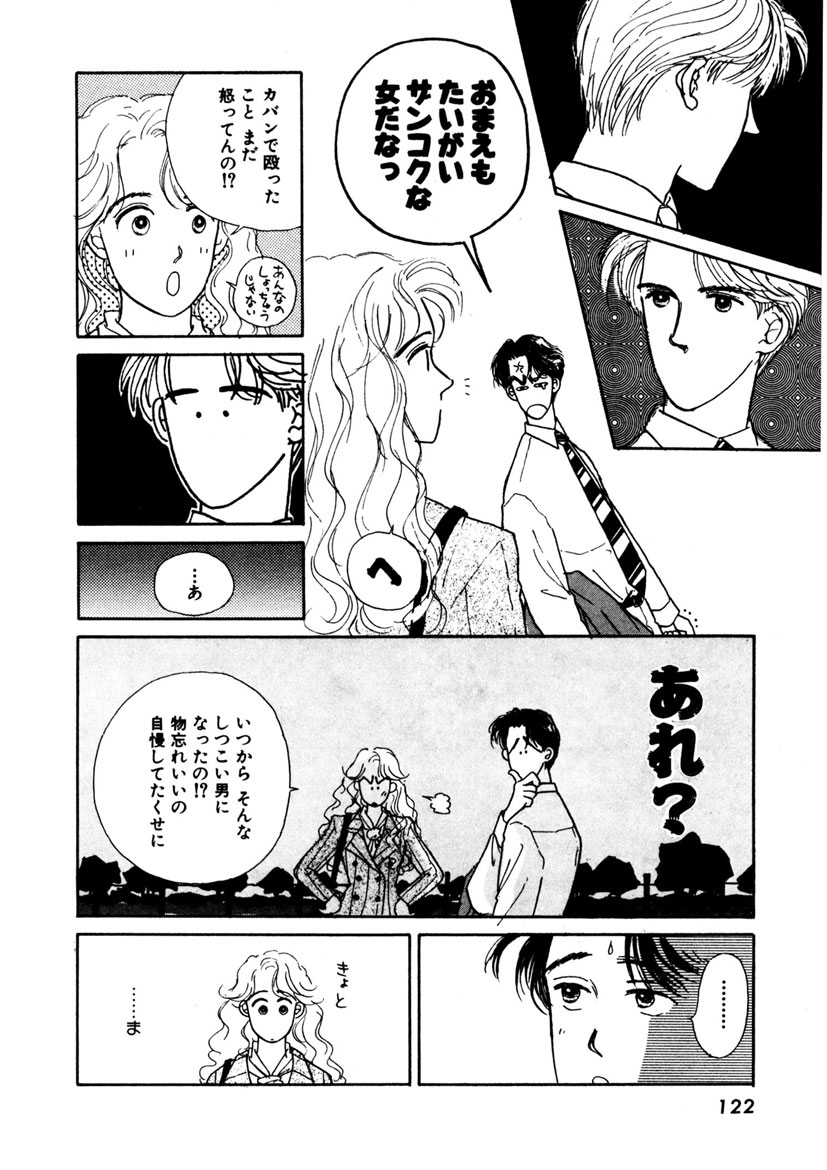 おまえも
たいがい
サンコクな
女だなっ
へ
カバンで殴った
こと まだ
怒ってんの!?
あんなの
しょっちゅう
じゃない
…あ
あれ?
いつから そんな
しつこい男に
なったの!?
物忘れいいの
自慢してたくせに
………
きょと
……ま
122